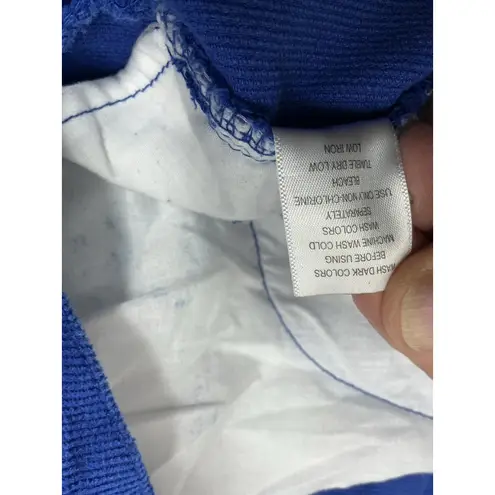 WASH DARK COLORS
BEFORE USING
MACHINE WASH COLD
WASH COLORS
SEPARATELY
USE ONLY NON-CHLORINE
BLEACH
TUMBLE DRY LOW
LOW IRON